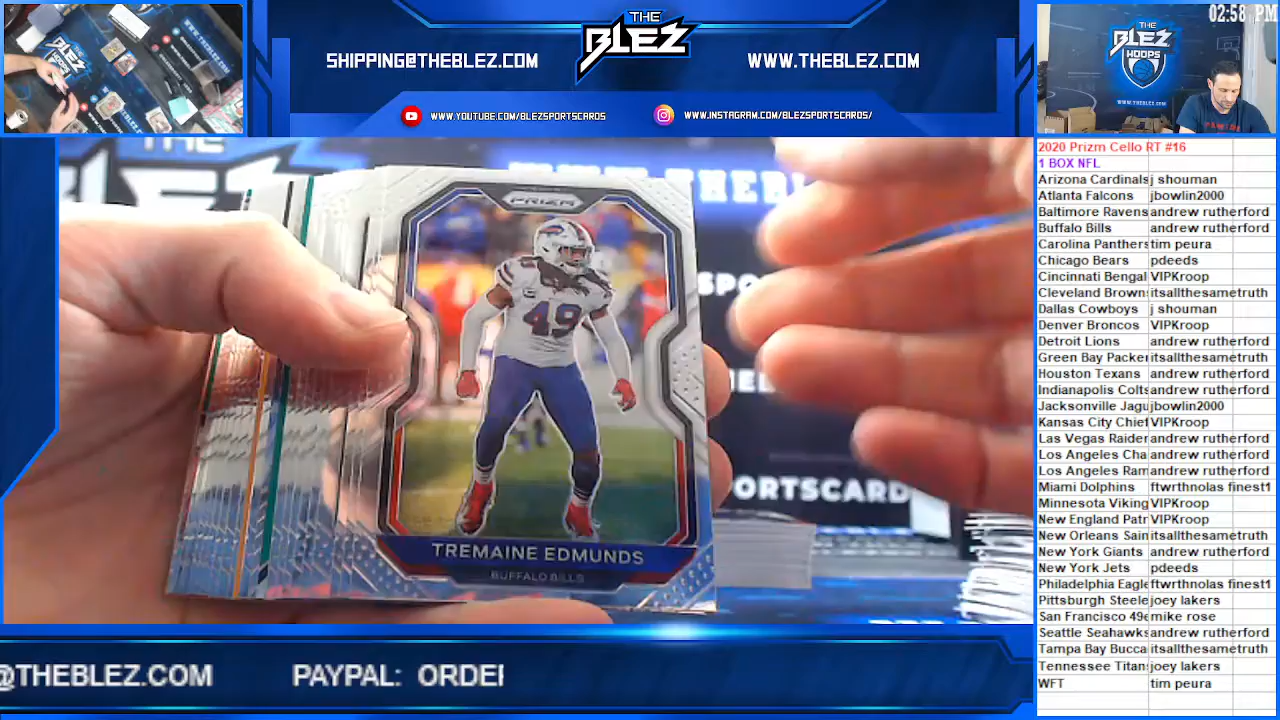 02:58 PM
THE
BLEZ
SHIPPING@THEBLEZ.COM
WWW.THEBLEZ.COM
WWW.YOUTUBE.COM/BLEZSPORTSCARDS
WWW.INSTAGRAM.COM/BLEZSPORTSCARDS/
THE
BLEZ
HOOPS
WWW.THEBLEZ.COM
PRIZM
49
TREMAINE EDMUNDS
BUFFALO BILLS
ORTSCARD
2020 Prizm Cello RT #16
1 BOX NFL
Arizona Cardinals j shouman
Atlanta Falcons jbowlin2000
Baltimore Ravens andrew rutherford
Buffalo Bills andrew rutherford
Carolina Panthers tim peura
Chicago Bears pdeeds
Cincinnati Bengal VIPKroop
Cleveland Brown itsallthesametruth
Dallas Cowboys j shouman
Denver Broncos VIPKroop
Detroit Lions andrew rutherford
Green Bay Packer itsallthesametruth
Houston Texans andrew rutherford
Indianapolis Colts andrew rutherford
Jacksonville Jagu jbowlin2000
Kansas City Chief VIPKroop
Las Vegas Raider andrew rutherford
Los Angeles Cha andrew rutherford
Los Angeles Ram andrew rutherford
Miami Dolphins ftwrthnolas finest1
Minnesota Viking VIPKroop
New England Patr VIPKroop
New Orleans Sain itsallthesametruth
New York Giants andrew rutherford
New York Jets pdeeds
Philadelphia Eagle ftwrthnolas finest1
Pittsburgh Steele joey lakers
San Francisco 49e mike rose
Seattle Seahawks andrew rutherford
Tampa Bay Bucca itsallthesametruth
Tennessee Titan joey lakers
WFT tim peura
@THEBLEZ.COM PAYPAL: ORDER